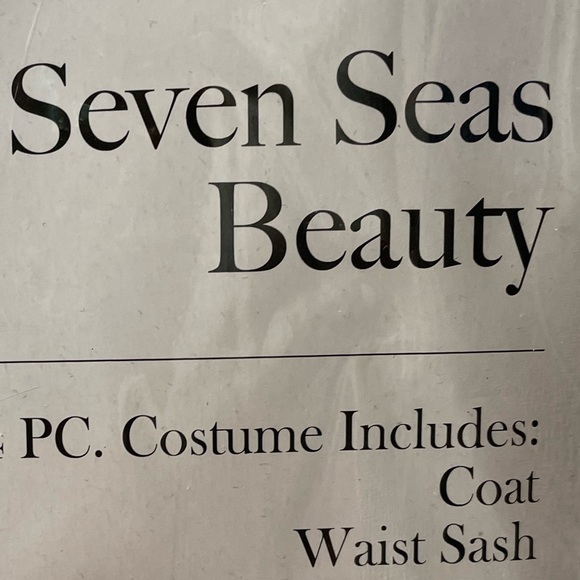 Seven Seas
Beauty
PC. Costume Includes:
Coat
Waist Sash